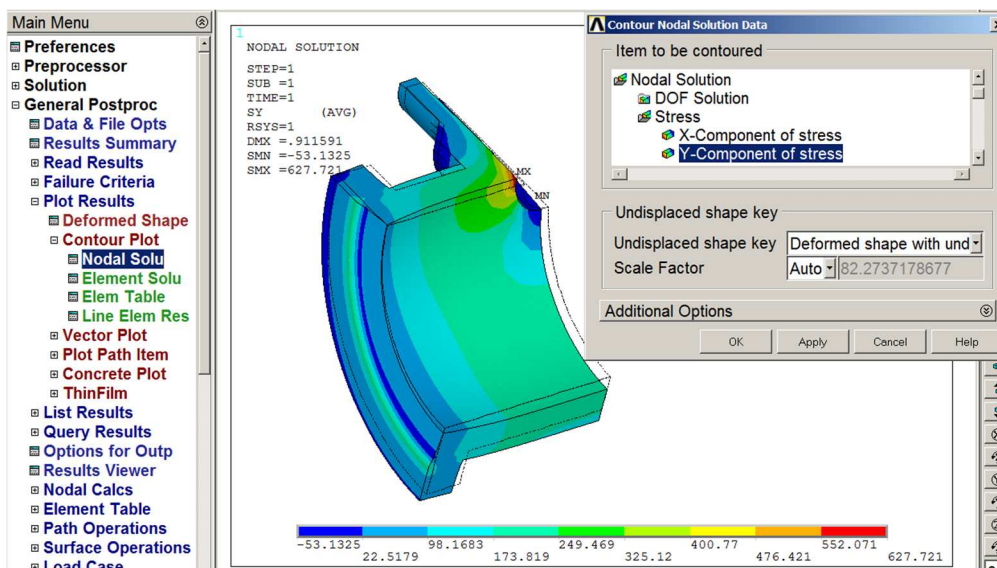 Main Menu
Preferences
Preprocessor
Solution
General Postproc
Data & File Opts
Results Summary
Read Results
Failure Criteria
Plot Results
Deformed Shape
Contour Plot
Nodal Solu
Element Solu
Elem Table
Line Elem Res
Vector Plot
Plot Path Item
Concrete Plot
ThinFilm
List Results
Query Results
Options for Outp
Results Viewer
Nodal Calcs
Element Table
Path Operations
Surface Operations
Load Case
1
NODAL SOLUTION
STEP=1
SUB =1
TIME=1
SY (AVG)
RSYS=1
DMX =.911591
SMN =-53.1325
SMX =627.721
MX
MN
-53.1325 98.1683 249.469 400.77 552.071
22.5179 173.819 325.12 476.421 627.721
Contour Nodal Solution Data
Item to be contoured
Nodal Solution
DOF Solution
Stress
X-Component of stress
Y-Component of stress
Undisplaced shape key
Undisplaced shape key Deformed shape with und
Scale Factor Auto 82.2737178677
Additional Options
OK Apply Cancel Help